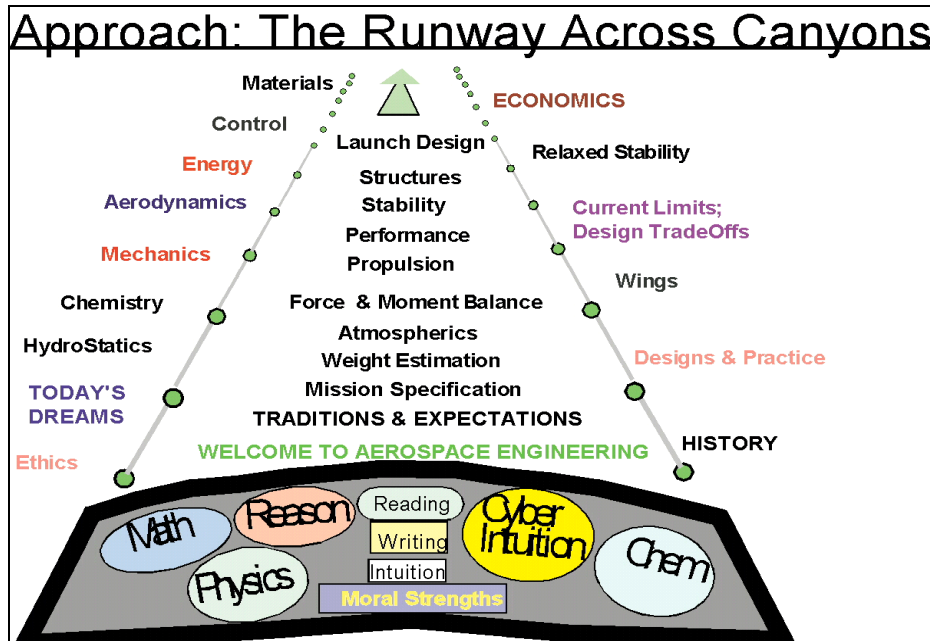 Approach: The Runway Across Canyons
Materials
Control
Energy
Aerodynamics
Mechanics
Chemistry
HydroStatics
TODAY'S
DREAMS
Ethics
Launch Design
Structures
Stability
Performance
Propulsion
Force & Moment Balance
Atmospherics
Weight Estimation
Mission Specification
TRADITIONS & EXPECTATIONS
WELCOME TO AEROSPACE ENGINEERING
ECONOMICS
Relaxed Stability
Current Limits;
Design TradeOffs
Wings
Designs & Practice
HISTORY
Math
Reason
Physics
Reading
Writing
Intuition
Moral Strengths
Cyber
Intuition
Chem